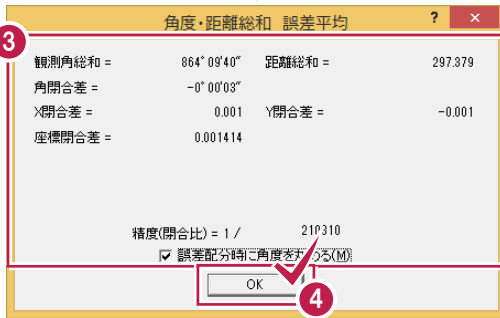 角度・距離総和 誤差平均 ? ×
3
観測角総和 = 864°09'40" 距離総和 = 297.379
角閉合差 = -0°00'03"
X閉合差 = 0.001 Y閉合差 = -0.001
座標閉合差 = 0.001414
精度(閉合比) = 1 / 210310
誤差配分時に角度を丸める(M)
OK
4